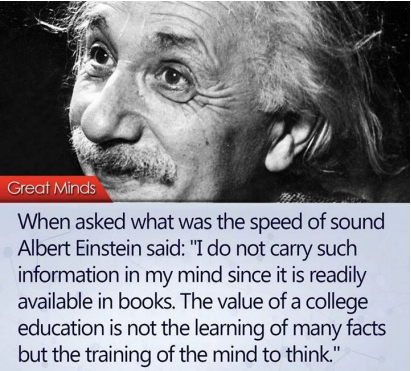 Great Minds
When asked what was the speed of sound
Albert Einstein said: "I do not carry such
information in my mind since it is readily
available in books. The value of a college
education is not the learning of many facts
but the training of the mind to think."